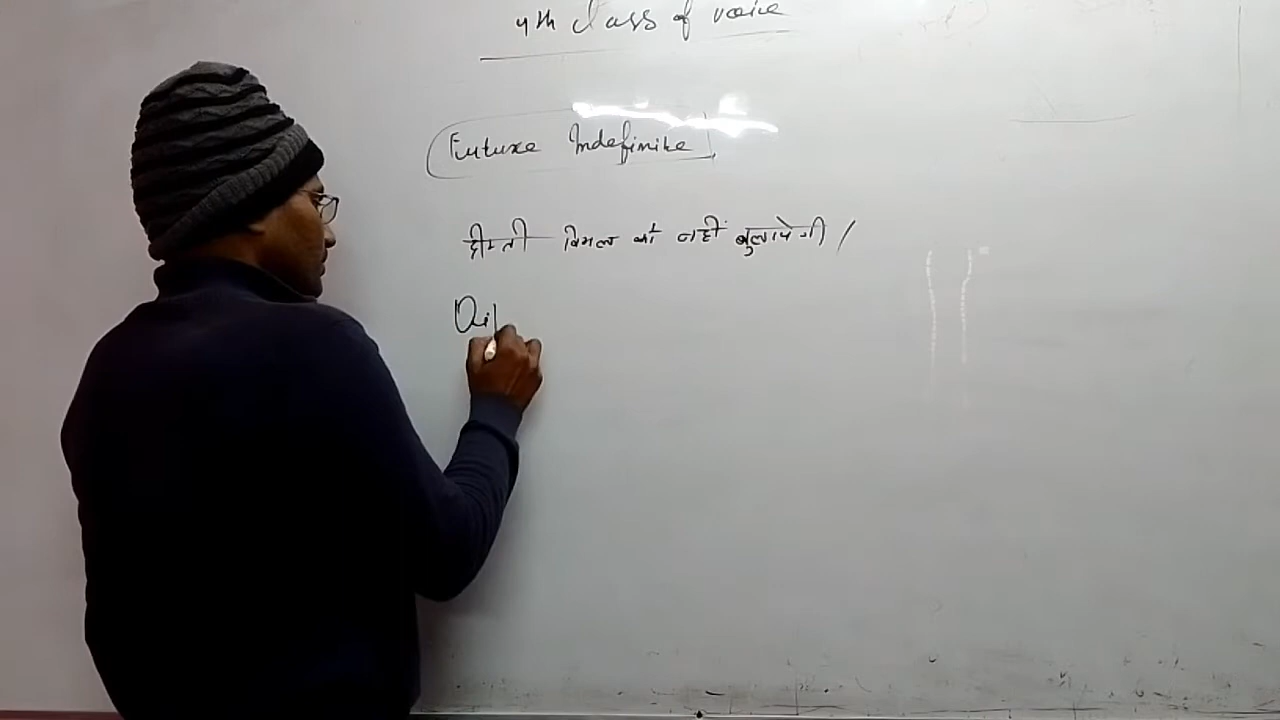 4th class of voice
Future Indefinite
दीप्ती विमल को नहीं बुलायेगी /